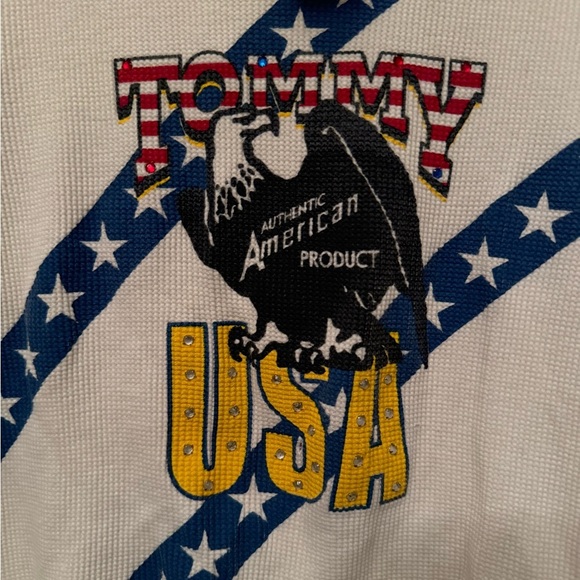 TOMMY
AUTHENTIC
American
PRODUCT
USA